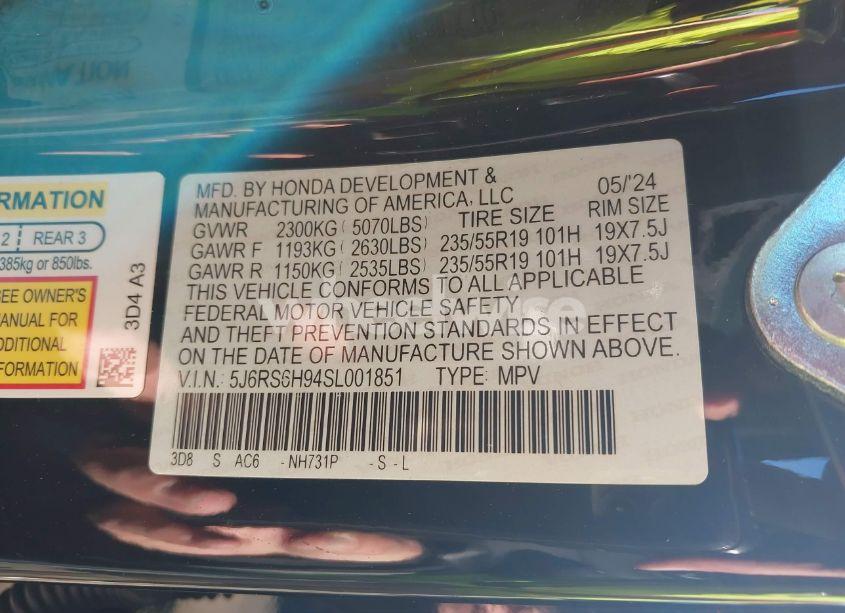 RMATION
2 REAR 3
385kg or 850lbs.
EE OWNER'S
ANUAL FOR
DDITIONAL
FORMATION
3D4 A3
MFD. BY HONDA DEVELOPMENT &
MANUFACTURING OF AMERICA, LLC 05/'24
GVWR 2300KG (5070LBS) TIRE SIZE RIM SIZE
GAWR F 1193KG (2630LBS) 235/55R19 101H 19X7.5J
GAWR R 1150KG (2535LBS) 235/55R19 101H 19X7.5J
THIS VEHICLE CONFORMS TO ALL APPLICABLE
FEDERAL MOTOR VEHICLE SAFETY
AND THEFT PREVENTION STANDARDS IN EFFECT
ON THE DATE OF MANUFACTURE SHOWN ABOVE.
V.I.N.: 5J6RS6H94SL001851 TYPE: MPV
3D8 S AC6 -NH731P -S-L